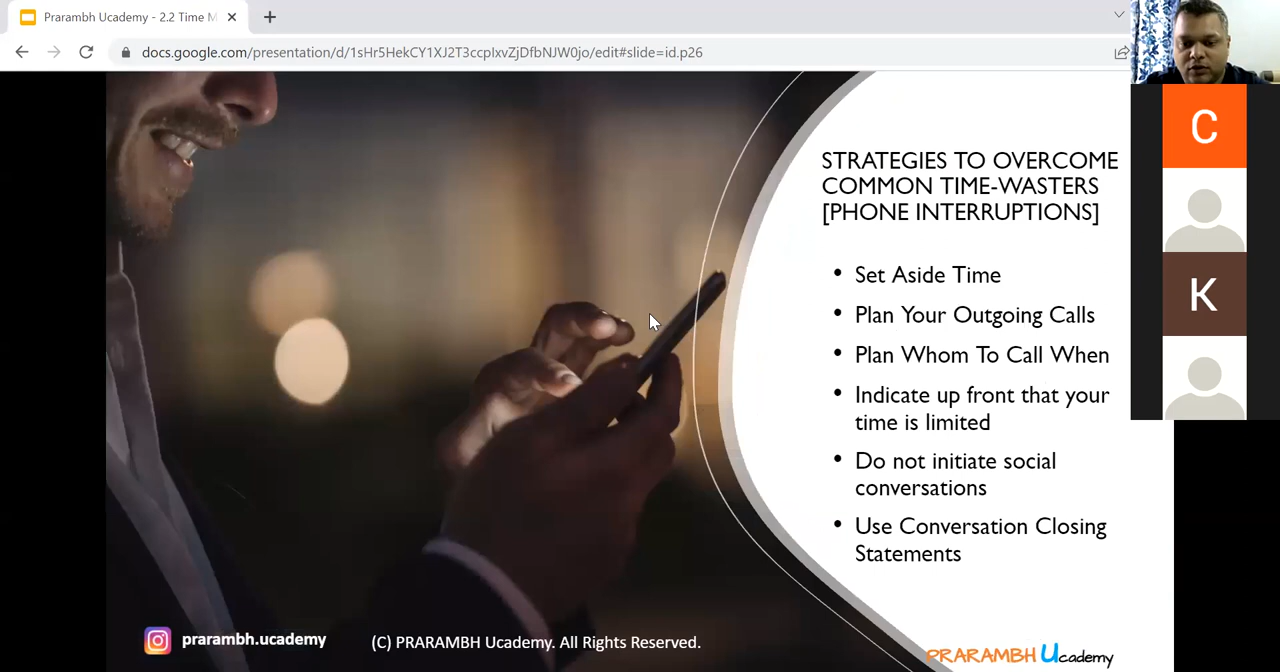 Prarambh Ucademy - 2.2 Time M
docs.google.com/presentation/d/1sHr5HekCY1XJ2T3ccpIxvZjDfbNJW0jo/edit#slide=id.p26
C
K
STRATEGIES TO OVERCOME
COMMON TIME-WASTERS
[PHONE INTERRUPTIONS]
• Set Aside Time
• Plan Your Outgoing Calls
• Plan Whom To Call When
• Indicate up front that your
time is limited
• Do not initiate social
conversations
• Use Conversation Closing
Statements
prarambh.ucademy
(C) PRARAMBH Ucademy. All Rights Reserved.
PRARAMBH Ucademy